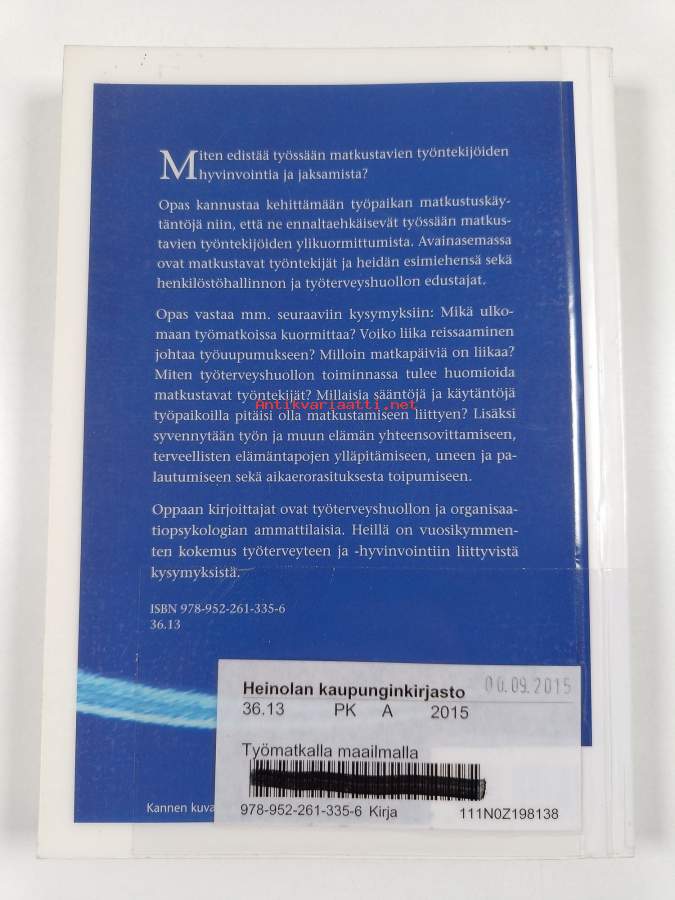 Miten edistää työssään matkustavien työntekijöiden
hyvinvointia ja jaksamista?
Opas kannustaa kehittämään työpaikan matkustuskäy-
täntöjä niin, että ne ennaltaehkäisevät työssään matkus-
tavien työntekijöiden ylikuormittumista. Avainasemassa
ovat matkustavat työntekijät ja heidän esimiehensä sekä
henkilöstöhallinnon ja työterveyshuollon edustajat.
Opas vastaa mm. seuraaviin kysymyksiin: Mikä ulko-
maan työmatkoissa kuormittaa? Voiko liika reissaaminen
johtaa työuupumukseen? Milloin matkapäiviä on liikaa?
Miten työterveyshuollon toiminnassa tulee huomioida
matkustavat työntekijät? Millaisia sääntöjä ja käytäntöjä
Antikvariaatti.net
työpaikoilla pitäisi olla matkustamiseen liittyen? Lisäksi
syvennytään työn ja muun elämän yhteensovittamiseen,
terveellisten elämäntapojen ylläpitämiseen, uneen ja pa-
lautumiseen sekä aikaerorasituksesta toipumiseen.
Oppaan kirjoittajat ovat työterveyshuollon ja organisaa-
tiopsykologian ammattilaisia. Heillä on vuosikymmen-
ten kokemus työterveyteen ja -hyvinvointiin liittyvistä
kysymyksistä.
ISBN 978-952-261-335-6
36.13
Heinolan kaupunginkirjasto
.09.2015
36.13 PK A 2015
Työmatkalla maailmalla
978-952-261-335-6 Kirja 111N0Z198138
Kannen kuva